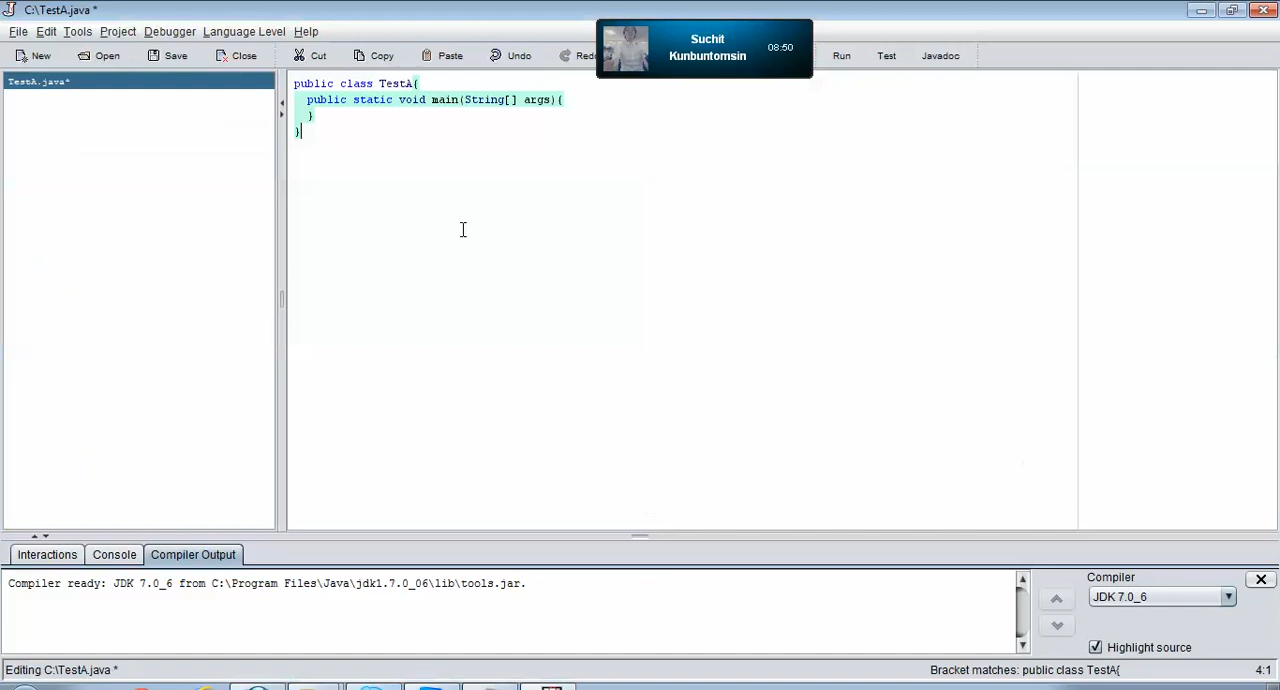 C:\TestA.java *
File Edit Tools Project Debugger Language Level Help
Suchit
Kunbuntomsin
08:50
New Open Save Close Cut Copy Paste Undo Run Test Javadoc
TestA.java*
public class TestA{
public static void main(String[] args){
}
}
Interactions Console Compiler Output
Compiler ready: JDK 7.0_6 from C:\Program Files\Java\jdk1.7.0_06\lib\tools.jar.
Compiler
JDK 7.0_6
Highlight source
Editing C:\TestA.java *
Bracket matches: public class TestA{
4:1